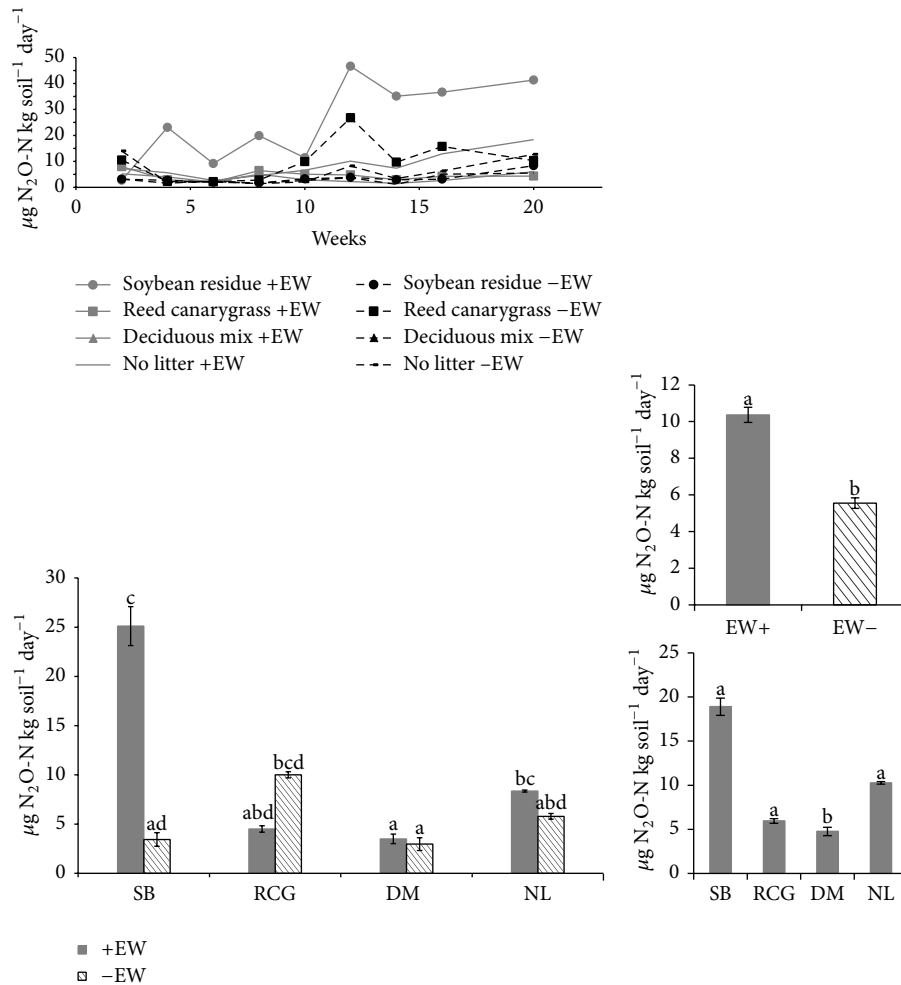 50
40
30
20
10
0
μg N₂O-N kg soil⁻¹ day⁻¹
0 5 10 15 20
Weeks
Soybean residue +EW
Reed canarygrass +EW
Deciduous mix +EW
No litter +EW
Soybean residue −EW
Reed canarygrass −EW
Deciduous mix −EW
No litter −EW
12
10
8
6
4
2
0
μg N₂O-N kg soil⁻¹ day⁻¹
a
b
EW+ EW−
30
25
20
15
10
5
0
μg N₂O-N kg soil⁻¹ day⁻¹
c
ad
abd
bcd
a
a
bc
abd
SB RCG DM NL
+EW
−EW
25
20
15
10
5
0
μg N₂O-N kg soil⁻¹ day⁻¹
a
a
b
a
SB RCG DM NL